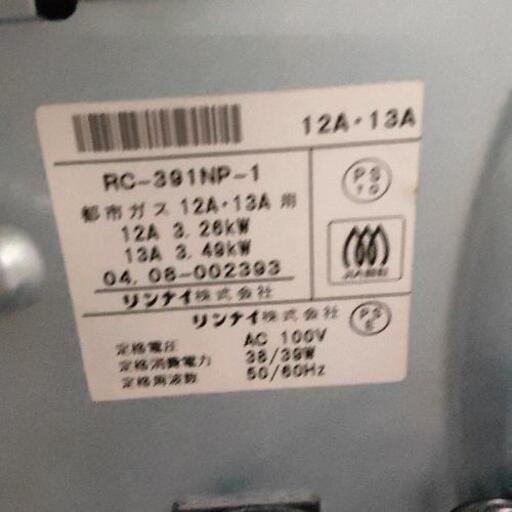 12A・13A
RC-391NP-1
都市ガス 12A・13A 用
12A 3.26kW
13A 3.49kW
04.08-002393
リンナイ株式会社
PS
TG
リンナイ株式会社
PS
E
定格電圧 AC 100V
定格消費電力 38/39W
定格周波数 50/60Hz